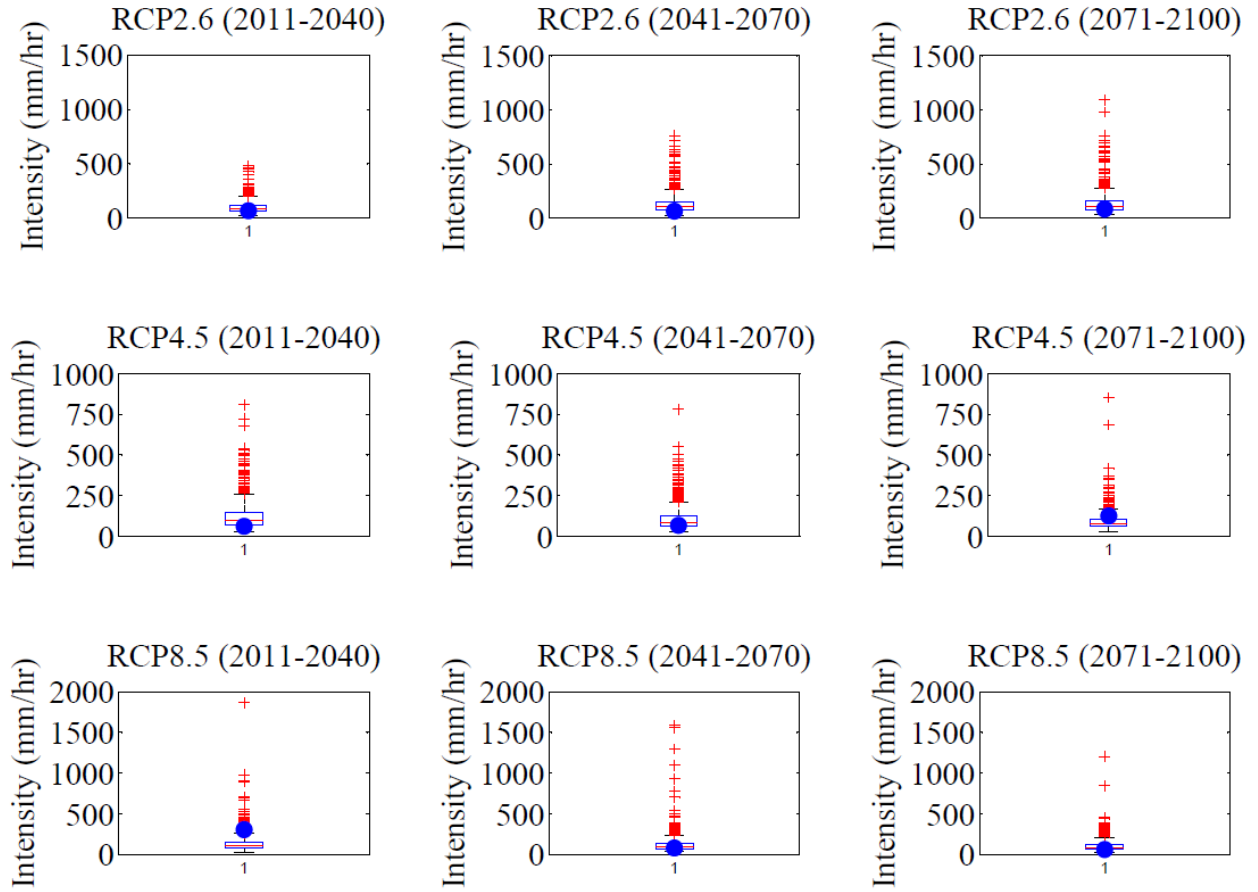 RCP2.6 (2011-2040)
Intensity (mm/hr)
1500
1000
500
0
1
RCP2.6 (2041-2070)
Intensity (mm/hr)
1500
1000
500
0
1
RCP2.6 (2071-2100)
Intensity (mm/hr)
1500
1000
500
0
1
RCP4.5 (2011-2040)
Intensity (mm/hr)
1000
750
500
250
0
1
RCP4.5 (2041-2070)
Intensity (mm/hr)
1000
750
500
250
0
1
RCP4.5 (2071-2100)
Intensity (mm/hr)
1000
750
500
250
0
1
RCP8.5 (2011-2040)
Intensity (mm/hr)
2000
1500
1000
500
0
1
RCP8.5 (2041-2070)
Intensity (mm/hr)
2000
1500
1000
500
0
1
RCP8.5 (2071-2100)
Intensity (mm/hr)
2000
1500
1000
500
0
1